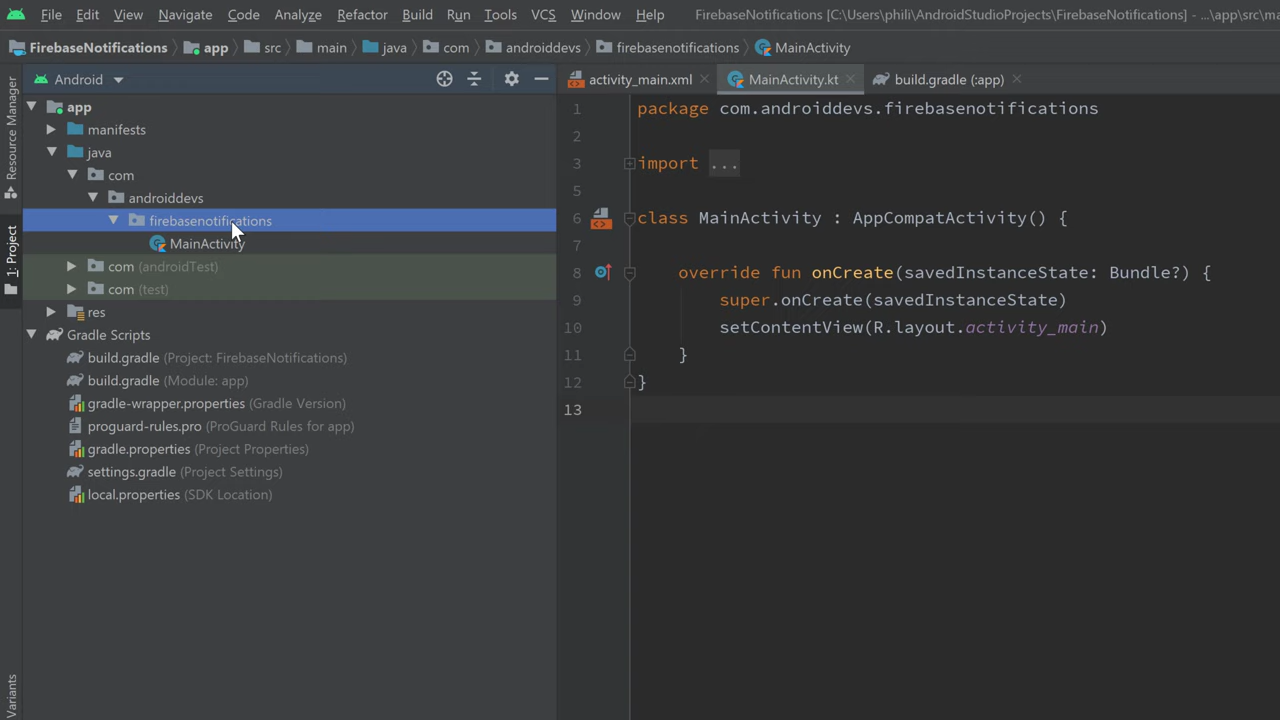 File Edit View Navigate Code Analyze Refactor Build Run Tools VCS Window Help FirebaseNotifications [C:\Users\phili\AndroidStudioProjects\FirebaseNotifications] - ...\app\src\ma
FirebaseNotifications app src main java com androiddevs firebasenotifications MainActivity
Resource Manager
1: Project
Variants
Android
app
manifests
java
com
androiddevs
firebasenotifications
MainActivity
com (androidTest)
com (test)
res
Gradle Scripts
build.gradle (Project: FirebaseNotifications)
build.gradle (Module: app)
gradle-wrapper.properties (Gradle Version)
proguard-rules.pro (ProGuard Rules for app)
gradle.properties (Project Properties)
settings.gradle (Project Settings)
local.properties (SDK Location)
activity_main.xml MainActivity.kt build.gradle (:app)
1 package com.androiddevs.firebasenotifications
2
3 import ...
5
6 class MainActivity : AppCompatActivity() {
7
8 override fun onCreate(savedInstanceState: Bundle?) {
9 super.onCreate(savedInstanceState)
10 setContentView(R.layout.activity_main)
11 }
12 }
13